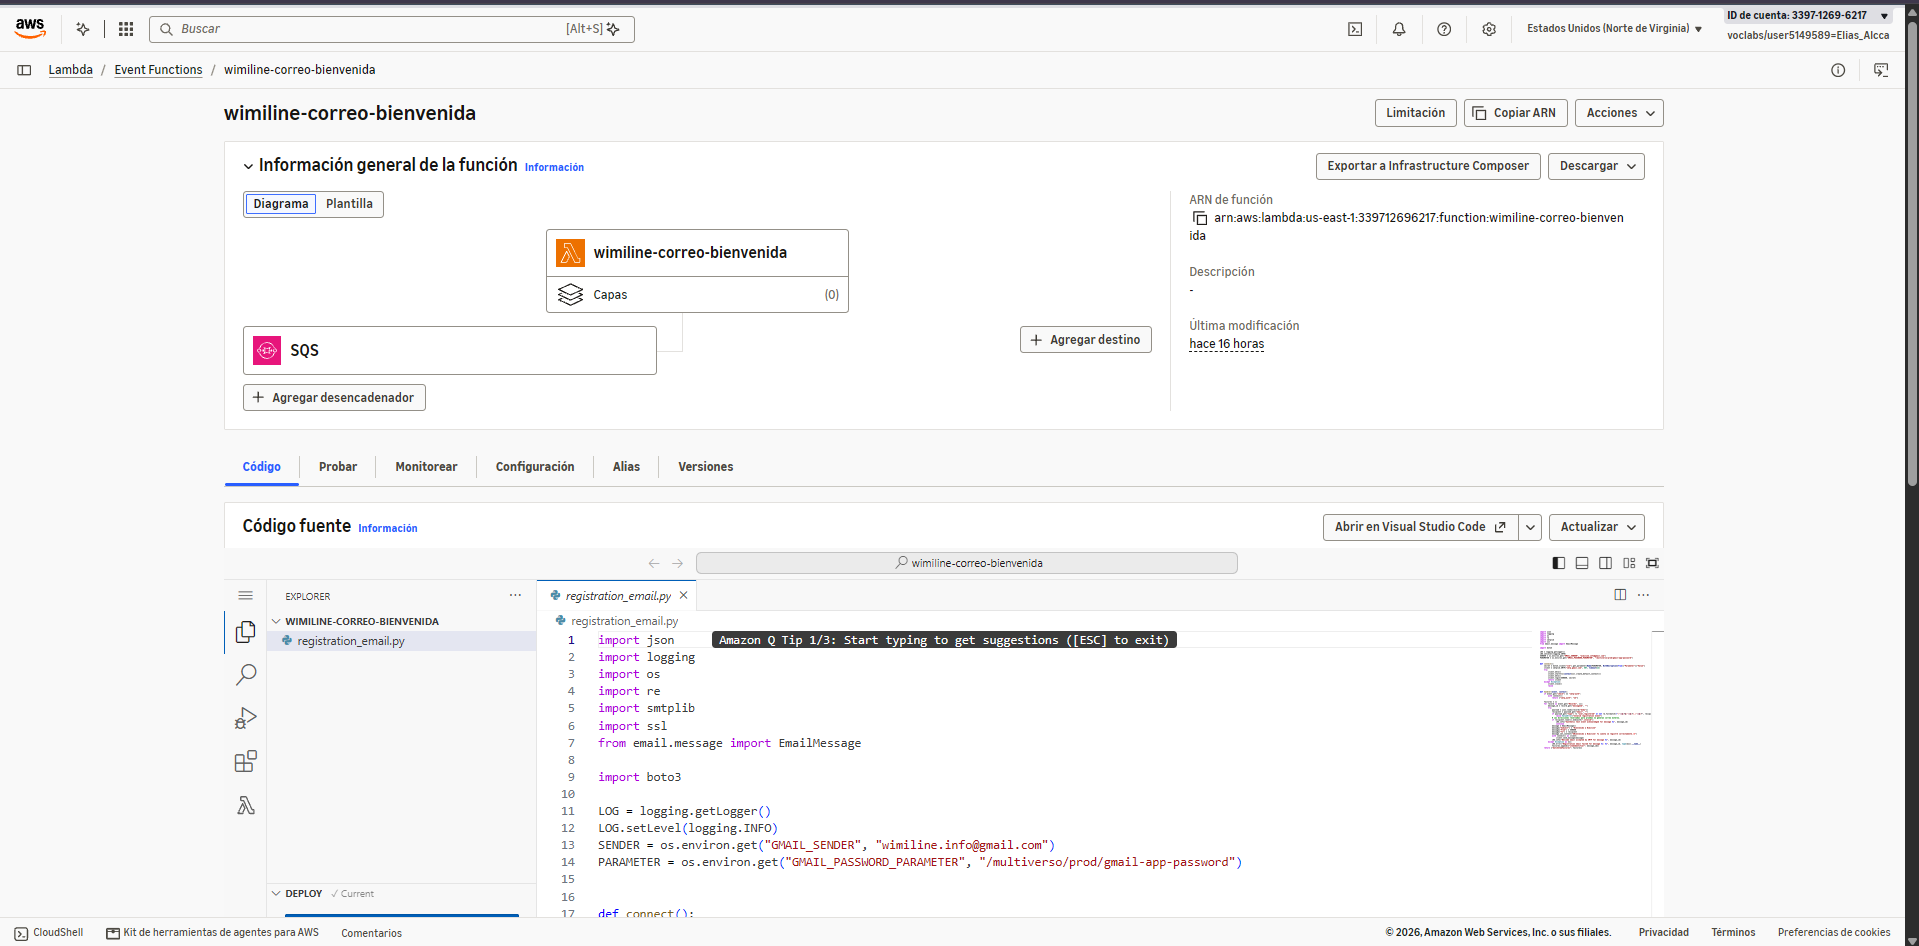 aws
Buscar
[Alt+S]
Estados Unidos (Norte de Virginia)
ID de cuenta: 3397-1269-6217
voclabs/user5149589=Elias_Alcca
Lambda / Event Functions / wimiline-correo-bienvenida
wimiline-correo-bienvenida
Limitación
Copiar ARN
Acciones
Información general de la función Información
Exportar a Infrastructure Composer
Descargar
Diagrama
Plantilla
wimiline-correo-bienvenida
Capas (0)
SQS
Agregar desencadenador
Agregar destino
ARN de función
arn:aws:lambda:us-east-1:339712696217:function:wimiline-correo-bienven
ida
Descripción
-
Última modificación
hace 16 horas
Código
Probar
Monitorear
Configuración
Alias
Versiones
Código fuente Información
Abrir en Visual Studio Code
Actualizar
wimiline-correo-bienvenida
EXPLORER
WIMILINE-CORREO-BIENVENIDA
registration_email.py
DEPLOY Current
registration_email.py
registration_email.py
1 import json
Amazon Q Tip 1/3: Start typing to get suggestions ([ESC] to exit)
2 import logging
3 import os
4 import re
5 import smtplib
6 import ssl
7 from email.message import EmailMessage
8
9 import boto3
10
11 LOG = logging.getLogger()
12 LOG.setLevel(logging.INFO)
13 SENDER = os.environ.get("GMAIL_SENDER", "wimiline.info@gmail.com")
14 PARAMETER = os.environ.get("GMAIL_PASSWORD_PARAMETER", "/multiverso/prod/gmail-app-password")
15
16
17 def connect():
CloudShell
Kit de herramientas de agentes para AWS
Comentarios
© 2026, Amazon Web Services, Inc. o sus filiales.
Privacidad
Términos
Preferencias de cookies